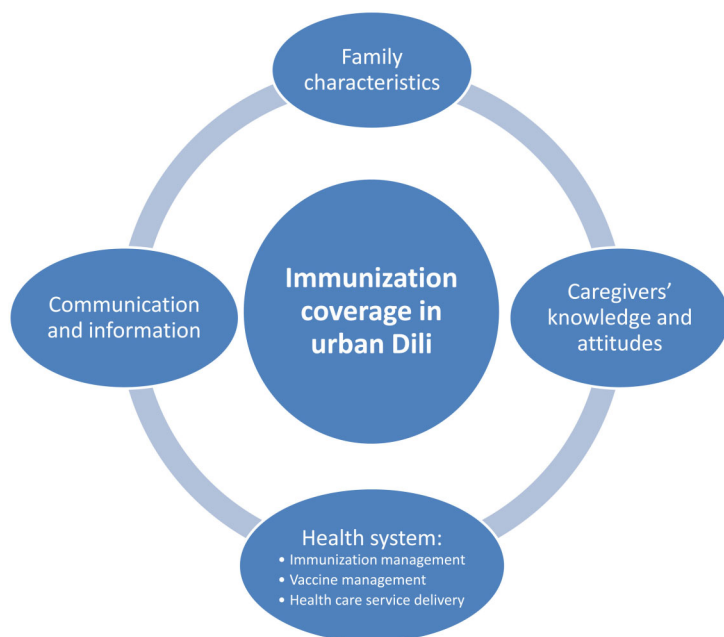 Family
characteristics
Communication
and information
Immunization
coverage in
urban Dili
Caregivers’
knowledge and
attitudes
Health system:
• Immunization management
• Vaccine management
• Health care service delivery